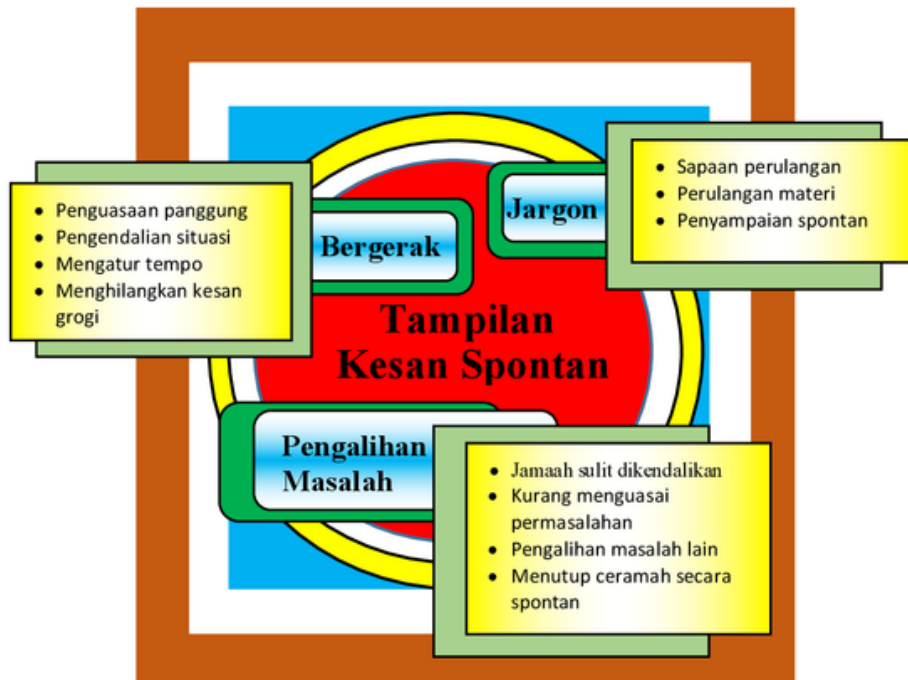 Tampilan
Kesan Spontan
Bergerak
• Penguasaan panggung
• Pengendalian situasi
• Mengatur tempo
• Menghilangkan kesan
grogi
Jargon
• Sapaan perulangan
• Perulangan materi
• Penyampaian spontan
Pengalihan
Masalah
• Jamaah sulit dikendalikan
• Kurang menguasai
permasalahan
• Pengalihan masalah lain
• Menutup ceramah secara
spontan